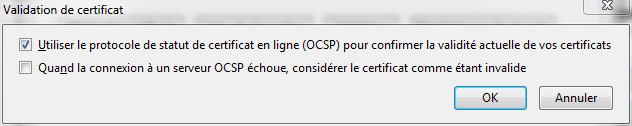 Validation de certificat
Utiliser le protocole de statut de certificat en ligne (OCSP) pour confirmer la validité actuelle de vos certificats
Quand la connexion à un serveur OCSP échoue, considérer le certificat comme étant invalide
OK Annuler